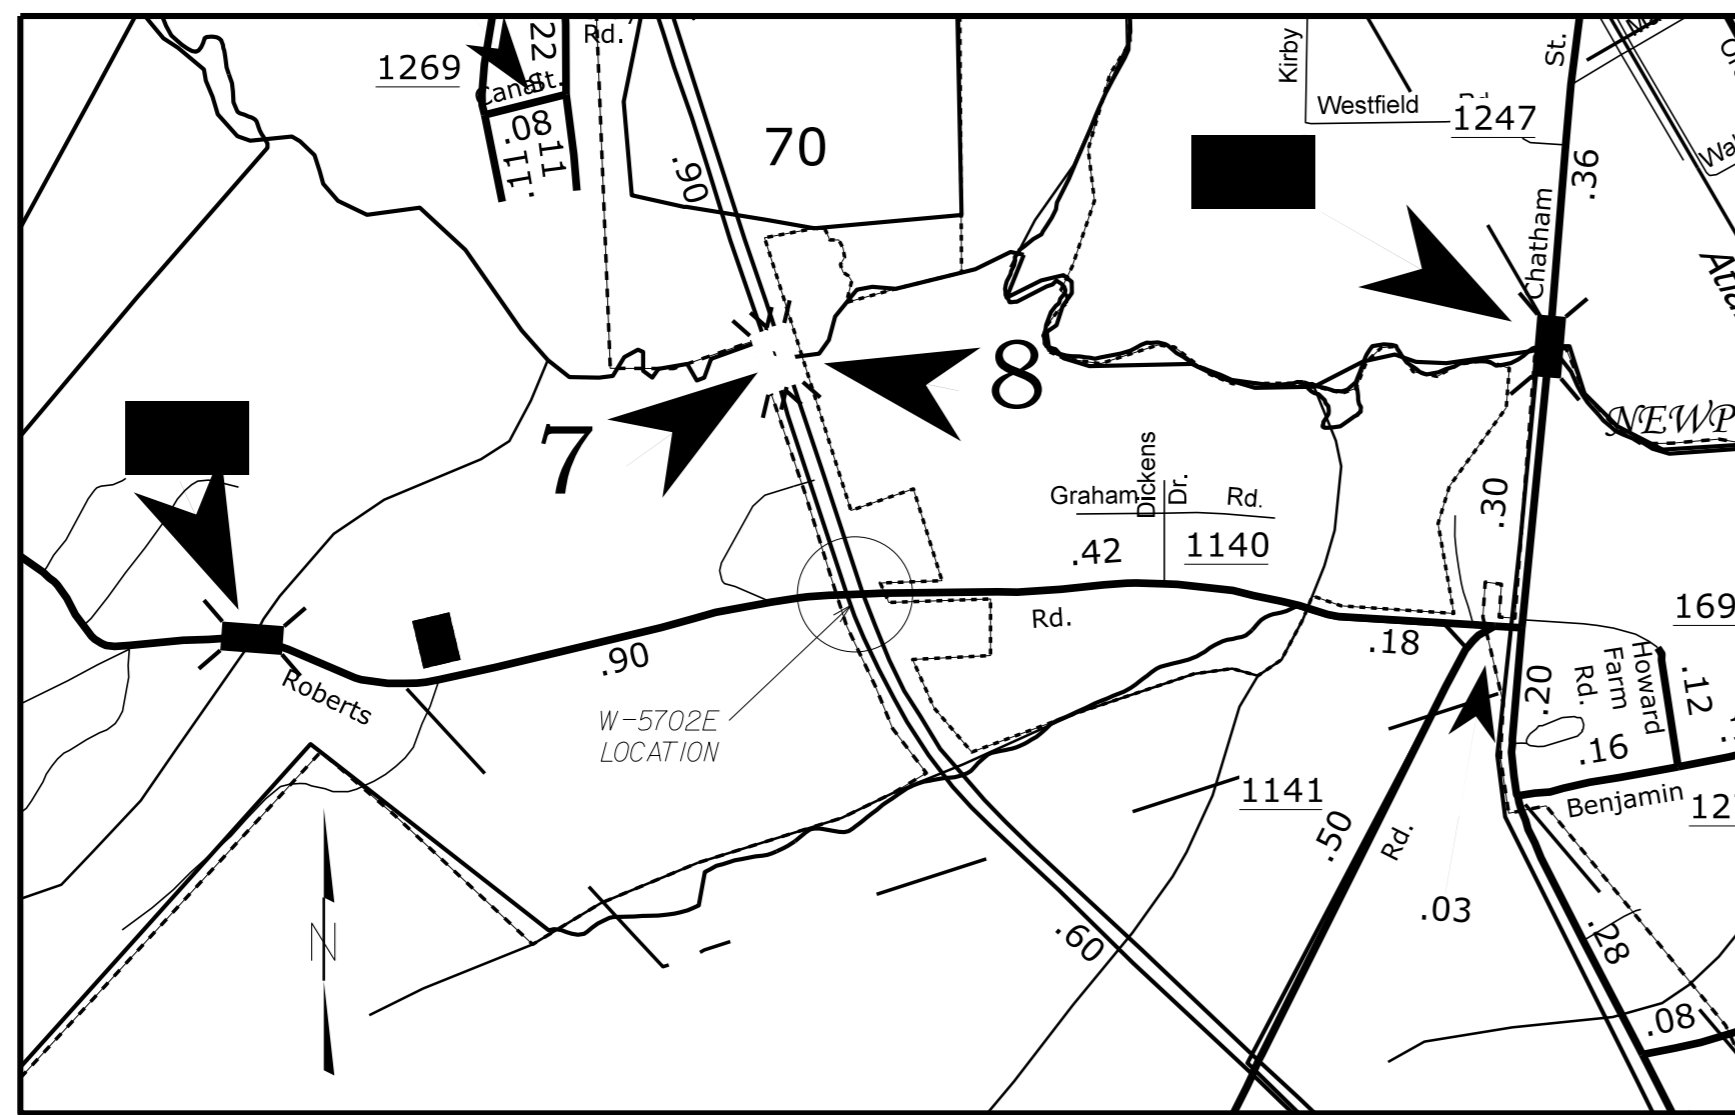 1269
22
St.
Rd.
Canal
.08
.11
11
.90
70
Kirby
Westfield
1247
St.
.36
Chatham
7
8
Graham
Dickens
Dr.
Rd.
.42
1140
.30
Rd.
.90
Roberts
.18
W-5702E
LOCATION
.20
Rd.
Farm
Howard
.12
.16
Benjamin
1141
.50
Rd.
.03
.28
.60
.08
N
169
12
NEWP